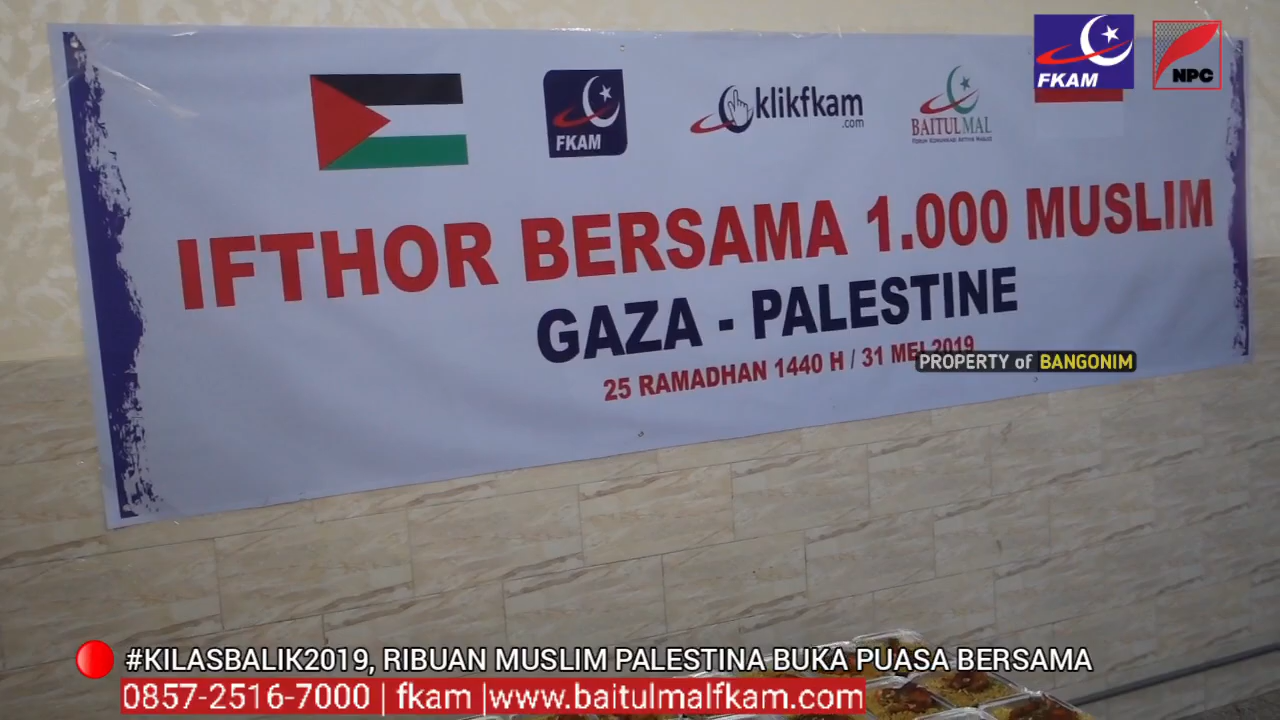 FKAM
NPC
FKAM
klikfkam
.com
BAITULMAL
IFTHOR BERSAMA 1.000 MUSLIM
GAZA - PALESTINE
25 RAMADHAN 1440 H / 31 MEI 2019
PROPERTY of BANGONIM
#KILASBALIK2019, RIBUAN MUSLIM PALESTINA BUKA PUASA BERSAMA
0857-2516-7000 | fkam |www.baitulmalfkam.com